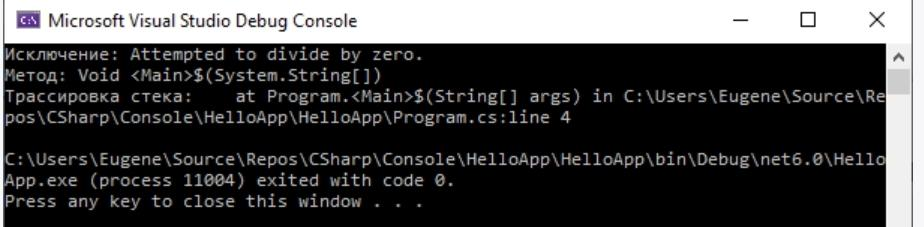 Microsoft Visual Studio Debug Console
Исключение: Attempted to divide by zero.
Метод: Void <Main>$(System.String[])
Трассировка стека:    at Program.<Main>$(String[] args) in C:\Users\Eugene\Source\Re
pos\CSharp\Console\HelloApp\HelloApp\Program.cs:line 4
C:\Users\Eugene\Source\Repos\CSharp\Console\HelloApp\HelloApp\bin\Debug\net6.0\Hello
App.exe (process 11004) exited with code 0.
Press any key to close this window . . .